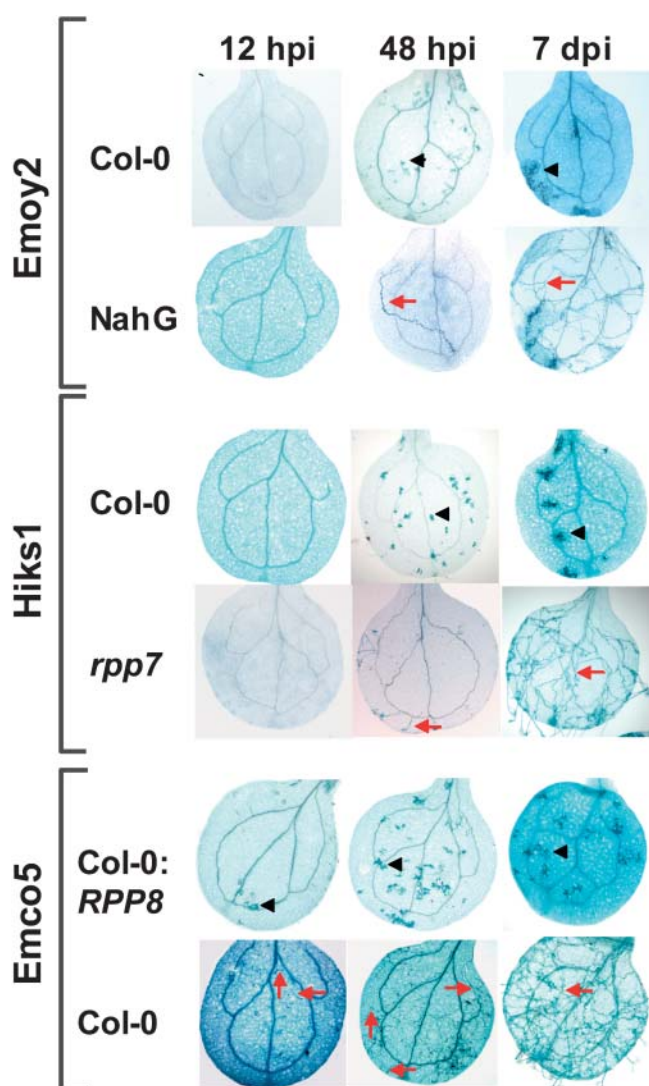 12 hpi 48 hpi 7 dpi
Emoy2
Col-0
NahG
Hiks1
Col-0
rpp7
Emco5
Col-0:
RPP8
Col-0